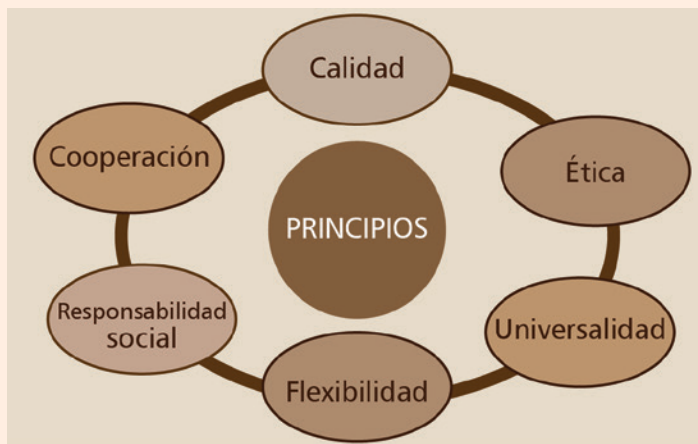 Calidad
Ética
Universalidad
Flexibilidad
Responsabilidad
social
Cooperación
PRINCIPIOS